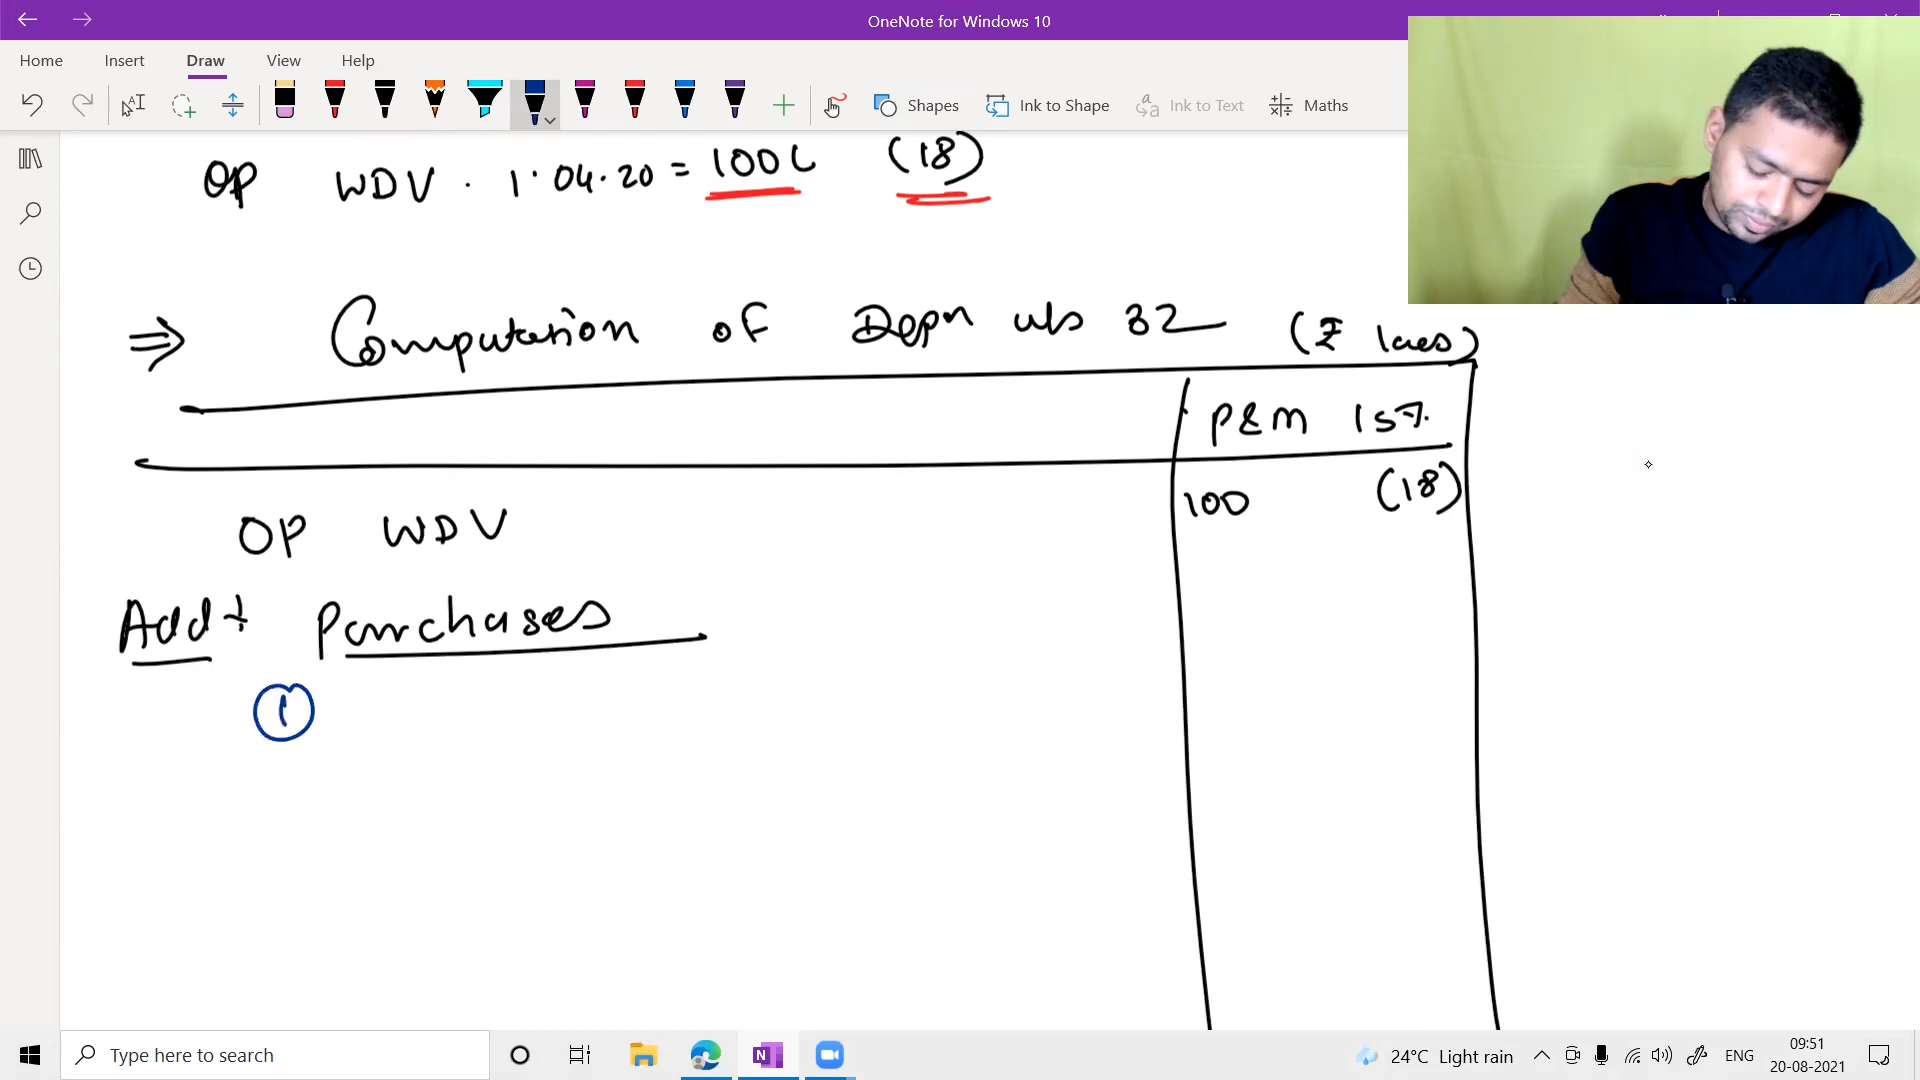 OneNote for Windows 10
Home Insert Draw View Help
Shapes Ink to Shape Ink to Text Maths
OP WDV . 1.04.20 = 100L (18)
⇒ Computation of Depn u/s 32 (₹ lacs)
P&M 15%
OP WDV 100 (18)
Add: Purchases
①
Type here to search
24°C Light rain ENG 09:51
20-08-2021